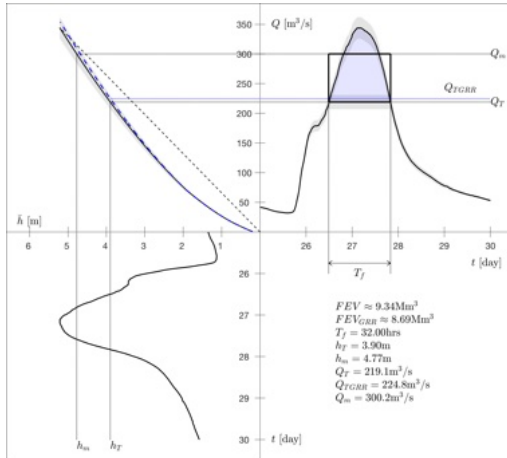 350 Q [m³/s]
300
Q_m
250
Q_TGRR
200
Q_T
150
100
50
h̄ [m]
6 5 4 3 2 1
26 27 28 29 30
t [day]
26
T_f
27
28
29
30
t [day]
h_m h_T
FEV ≈ 9.34Mm³
FEV_GRR ≈ 8.69Mm³
T_f = 32.00hrs
h_T = 3.90m
h_m = 4.77m
Q_T = 219.1m³/s
Q_TGRR = 224.8m³/s
Q_m = 300.2m³/s